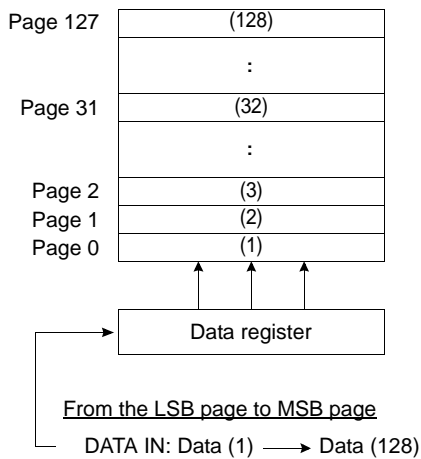 Page 127 (128)
:
Page 31 (32)
:
Page 2 (3)
Page 1 (2)
Page 0 (1)
Data register
From the LSB page to MSB page
DATA IN: Data (1) Data (128)